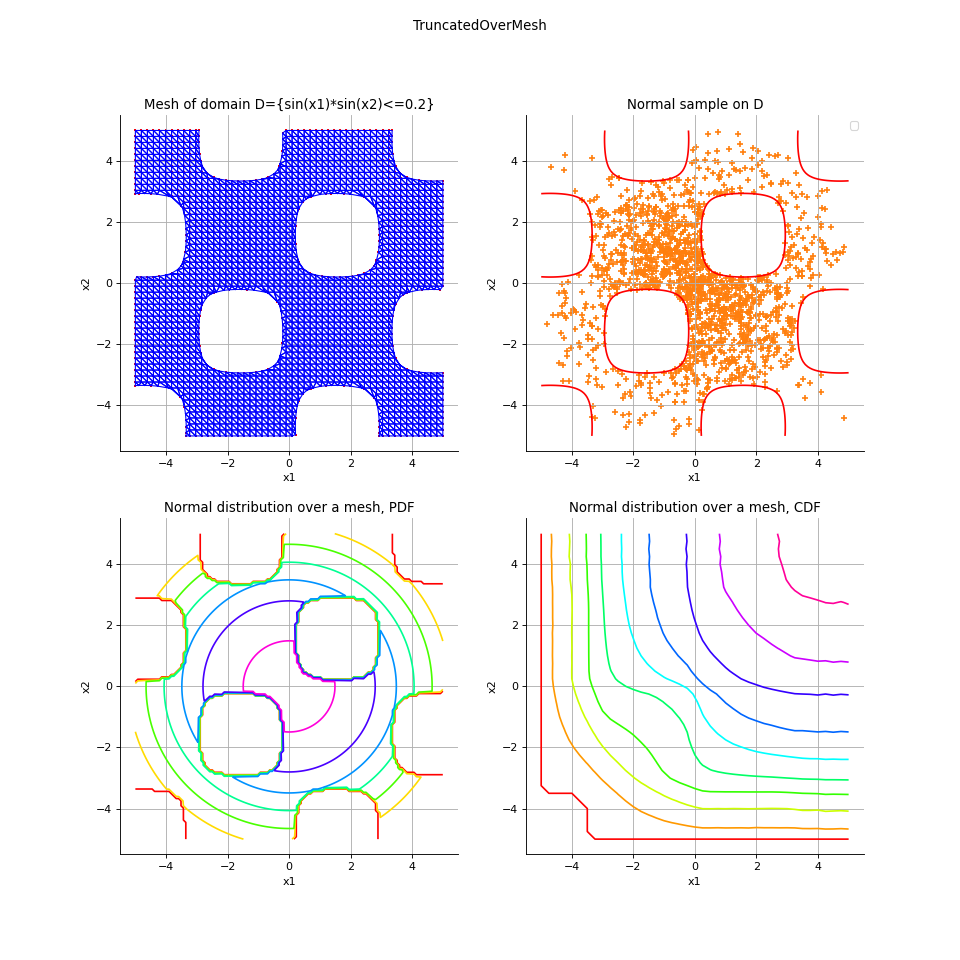 TruncatedOverMesh
Mesh of domain D={sin(x1)*sin(x2)<=0.2}
x2
4
2
0
−2
−4
−4 −2 0 2 4
x1
Normal sample on D
x2
4
2
0
−2
−4
−4 −2 0 2 4
x1
Normal distribution over a mesh, PDF
x2
4
2
0
−2
−4
−4 −2 0 2 4
x1
Normal distribution over a mesh, CDF
x2
4
2
0
−2
−4
−4 −2 0 2 4
x1